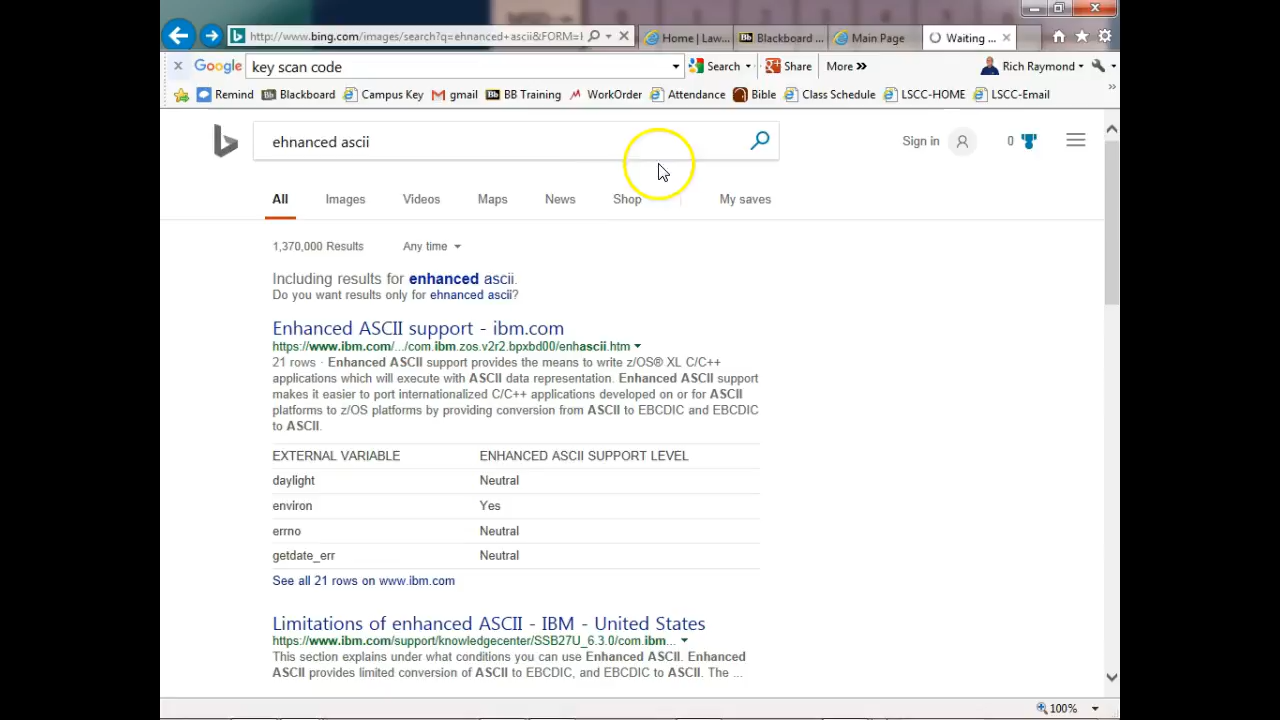 http://www.bing.com/images/search?q=ehnanced+ascii&FORM=
Home | Law...
Blackboard ...
Main Page
Waiting ...
Google
key scan code
Search
Share
More »
Rich Raymond
Remind
Blackboard
Campus Key
gmail
BB Training
WorkOrder
Attendance
Bible
Class Schedule
LSCC-HOME
LSCC-Email
ehnanced ascii
Sign in
0
All
Images
Videos
Maps
News
Shop
My saves
1,370,000 Results
Any time
Including results for enhanced ascii.
Do you want results only for ehnanced ascii?
Enhanced ASCII support - ibm.com
https://www.ibm.com/.../com.ibm.zos.v2r2.bpxbd00/enhascii.htm
21 rows · Enhanced ASCII support provides the means to write z/OS® XL C/C++
applications which will execute with ASCII data representation. Enhanced ASCII support
makes it easier to port internationalized C/C++ applications developed on or for ASCII
platforms to z/OS platforms by providing conversion from ASCII to EBCDIC and EBCDIC
to ASCII.
EXTERNAL VARIABLE
ENHANCED ASCII SUPPORT LEVEL
daylight
Neutral
environ
Yes
errno
Neutral
getdate_err
Neutral
See all 21 rows on www.ibm.com
Limitations of enhanced ASCII - IBM - United States
https://www.ibm.com/support/knowledgecenter/SSB27U_6.3.0/com.ibm...
This section explains under what conditions you can use Enhanced ASCII. Enhanced
ASCII provides limited conversion of ASCII to EBCDIC, and EBCDIC to ASCII. The ...
100%